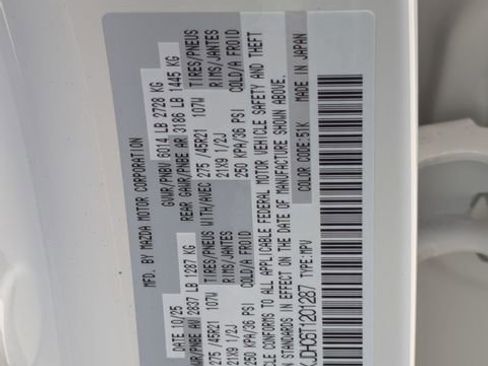 MFD. BY MAZDA MOTOR CORPORATION
DATE 10/25 GVWR/PNBV 6014 LB 2728 KG
GAWR/PNBE AV 2837 LB 1287 KG REAR GAWR/PNBE AR 3186 LB 1445 KG
TIRES/PNEUS WITH/AVEC TIRES/PNEUS
275 /45R21 107W 275 /45R21 107W
RIMS/JANTES RIMS/JANTES
21X9 1/2J 21X9 1/2J
COLD/A FROID COLD/A FROID
250 KPA/36 PSI 250 KPA/36 PSI
CONFORMS TO ALL APPLICABLE FEDERAL MOTOR VEHICLE SAFETY AND THEFT
STANDARDS IN EFFECT ON THE DATE OF MANUFACTURE SHOWN ABOVE.
KJDHC6T1201287 TYPE:MPV COLOR CODE:51K MADE IN JAPAN